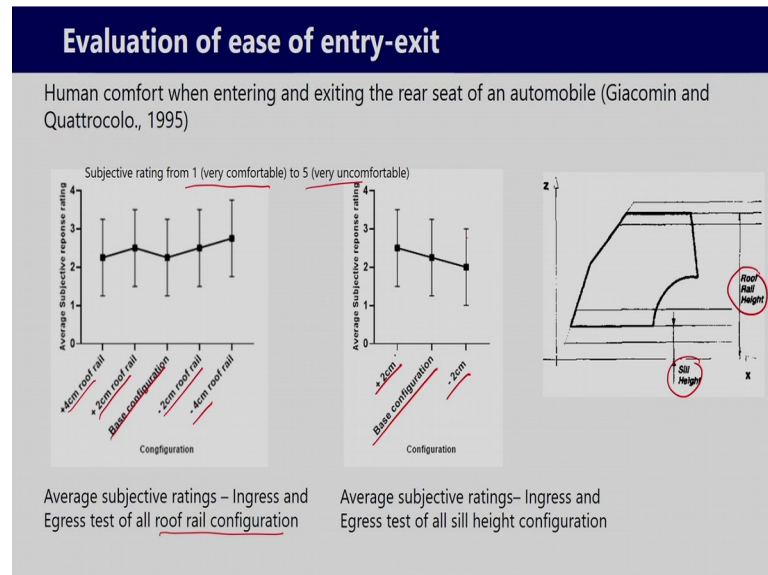 Evaluation of ease of entry-exit
Human comfort when entering and exiting the rear seat of an automobile (Giacomin and
Quattrocolo., 1995)
Subjective rating from 1 (very comfortable) to 5 (very uncomfortable)
Average Subjective reponse rating
4
3
2
1
0
+4cm roof rail
+ 2cm roof rail
Base configuration
- 2cm roof rail
- 4cm roof rail
Congfiguration
Average Subjective response rating
4
3
2
1
0
+ 2cm
Base configuration
- 2cm
Configuration
Z
Roof
Rail
Height
Sill
Height
X
Average subjective ratings – Ingress and
Egress test of all roof rail configuration
Average subjective ratings– Ingress and
Egress test of all sill height configuration